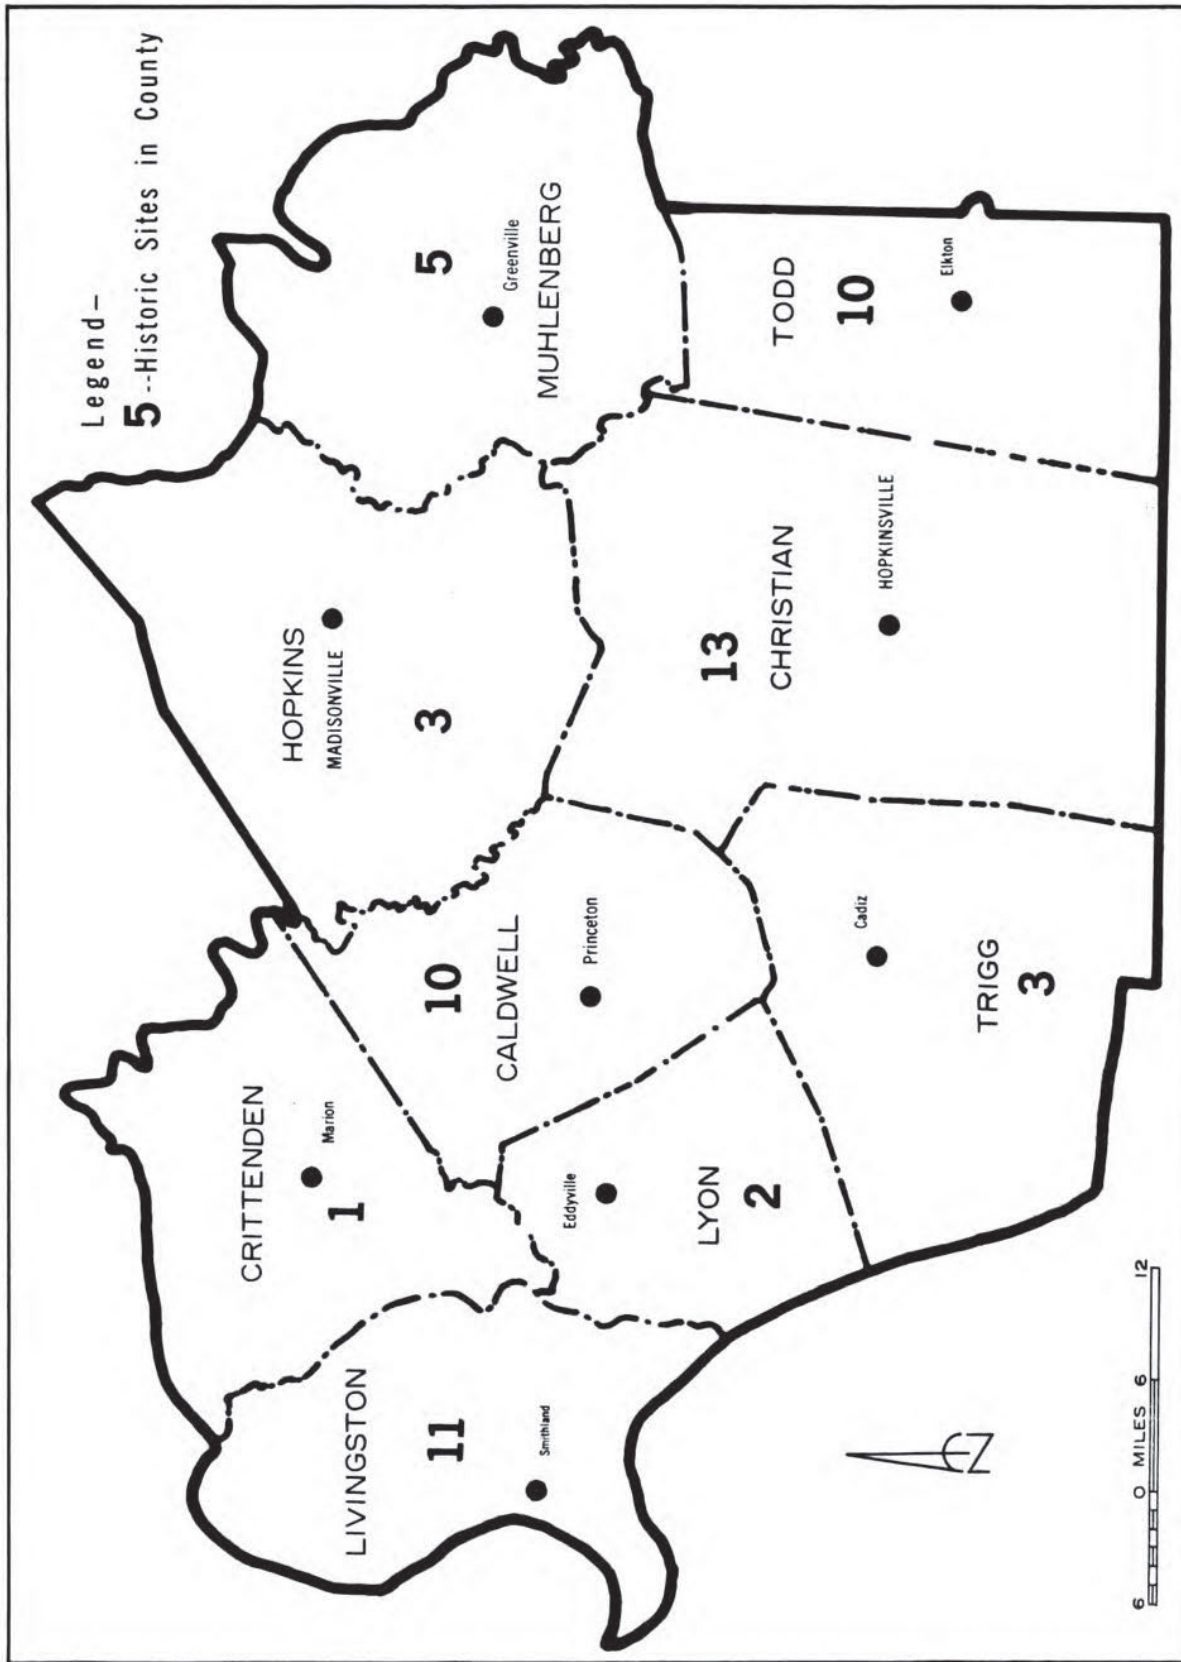 Legend–
5--Historic Sites in County
CRITTENDEN
Marion
1
HOPKINS
MADISONVILLE
3
5
Greenville
MUHLENBERG
LIVINGSTON
11
Smithland
10
CALDWELL
Princeton
Eddyville
LYON
2
13
CHRISTIAN
HOPKINSVILLE
TODD
10
Elkton
Cadiz
TRIGG
3
N
6 0 MILES 6 12